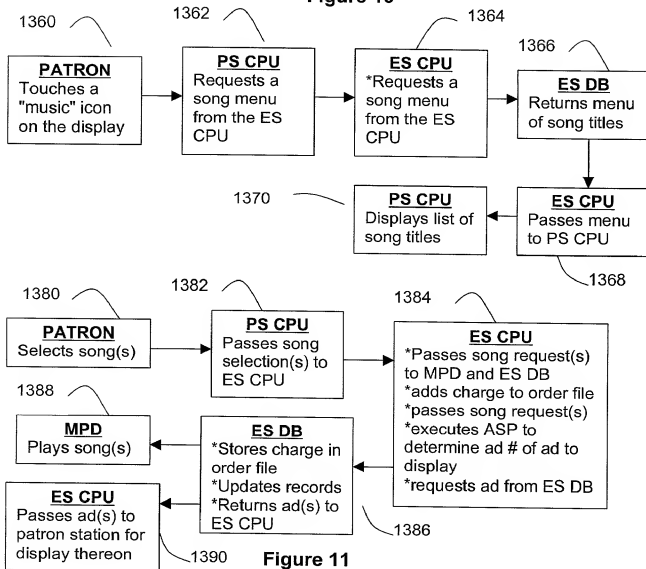 Figure 10
1360
1362
1364
1366
PATRON
Touches a
"music" icon
on the display
PS CPU
Requests a
song menu
from the ES
CPU
ES CPU
*Requests a
song menu
from the ES
CPU
ES DB
Returns menu
of song titles
1370
PS CPU
Displays list of
song titles
ES CPU
Passes menu
to PS CPU
1368
1380
1382
1384
PATRON
Selects song(s)
PS CPU
Passes song
selection(s) to
ES CPU
ES CPU
*Passes song request(s)
to MPD and ES DB
*adds charge to order file
*passes song request(s)
*executes ASP to
determine ad # of ad to
display
*requests ad from ES DB
1388
MPD
Plays song(s)
ES DB
*Stores charge in
order file
*Updates records
*Returns ad(s) to
ES CPU
1386
ES CPU
Passes ad(s) to
patron station for
display thereon
1390
Figure 11